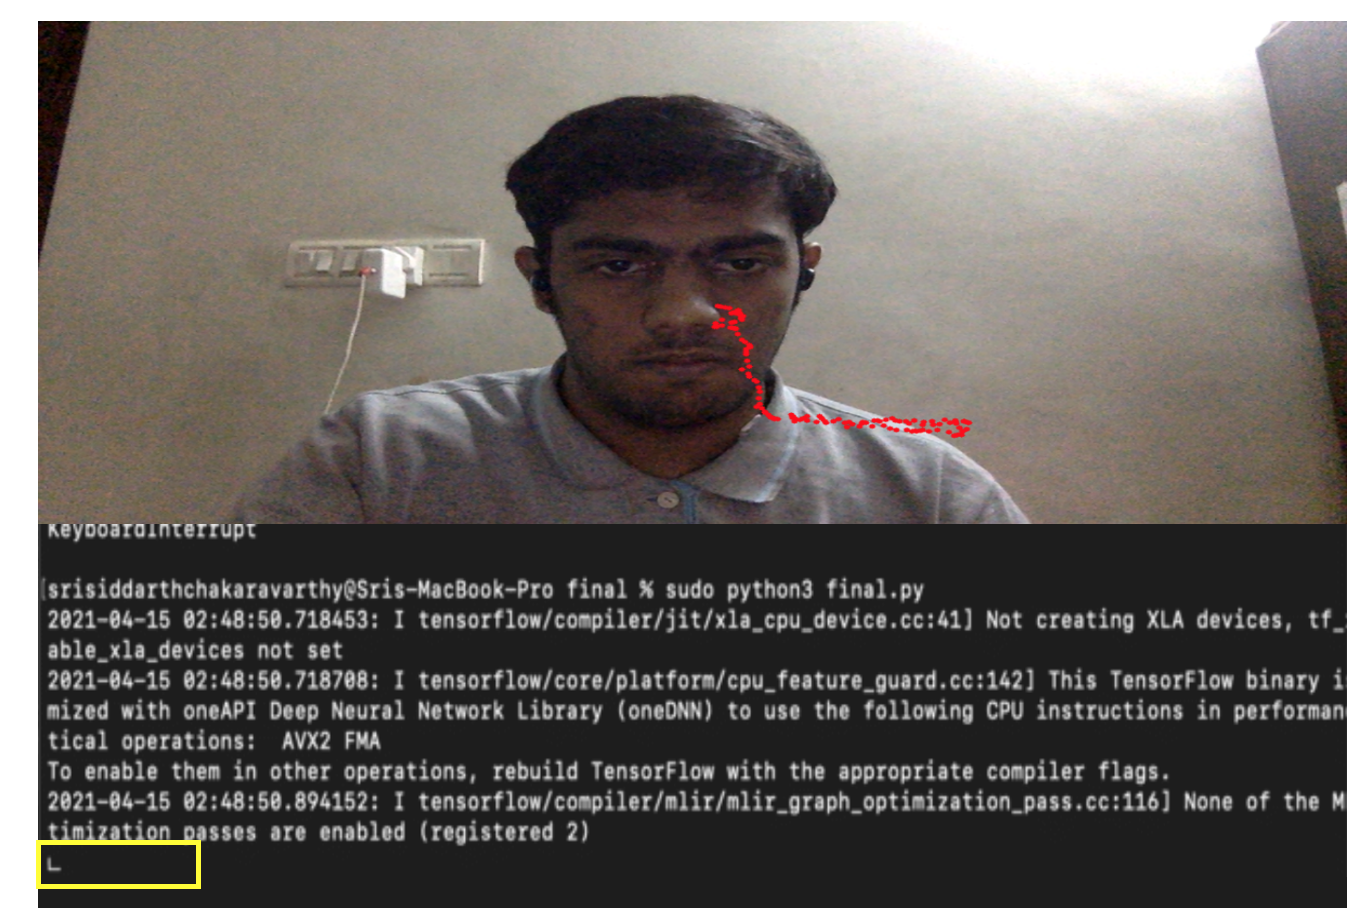 KeyboardInterrupt
[srisiddarthchakaravarthy@Sris-MacBook-Pro final % sudo python3 final.py
2021-04-15 02:48:50.718453: I tensorflow/compiler/jit/xla_cpu_device.cc:41] Not creating XLA devices, tf_
able_xla_devices not set
2021-04-15 02:48:50.718708: I tensorflow/core/platform/cpu_feature_guard.cc:142] This TensorFlow binary i
mized with oneAPI Deep Neural Network Library (oneDNN) to use the following CPU instructions in performan
tical operations:  AVX2 FMA
To enable them in other operations, rebuild TensorFlow with the appropriate compiler flags.
2021-04-15 02:48:50.894152: I tensorflow/compiler/mlir/mlir_graph_optimization_pass.cc:116] None of the M
timization passes are enabled (registered 2)
∟